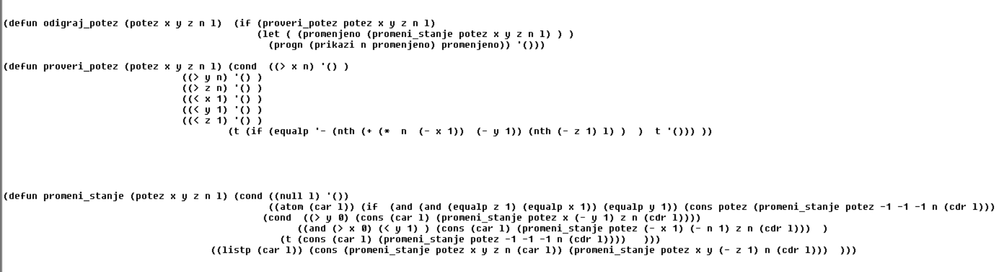 (defun odigraj_potez (potez x y z n l)  (if (proveri_potez potez x y z n l)
(let ( (promenjeno (promeni_stanje potez x y z n l) ) )
(progn (prikazi n promenjeno) promenjeno)) '()))
(defun proveri_potez (potez x y z n l) (cond  ((> x n) '() )
((> y n) '() )
((> z n) '() )
((< x 1) '() )
((< y 1) '() )
((< z 1) '() )
(t (if (equalp '- (nth (+ (*  n  (- x 1))  (- y 1)) (nth (- z 1) l) )  )  t '())) ))
(defun promeni_stanje (potez x y z n l) (cond ((null l) '())
((atom (car l)) (if  (and (and (equalp z 1) (equalp x 1)) (equalp y 1)) (cons potez (promeni_stanje potez -1 -1 -1 n (cdr l)))
(cond  ((> y 0) (cons (car l) (promeni_stanje potez x (- y 1) z n (cdr l))))
((and (> x 0) (< y 1) ) (cons (car l) (promeni_stanje potez (- x 1) (- n 1) z n (cdr l)))  )
(t (cons (car l) (promeni_stanje potez -1 -1 -1 n (cdr l))))   )))
((listp (car l)) (cons (promeni_stanje potez x y z n (car l)) (promeni_stanje potez x y (- z 1) n (cdr l)))  )))